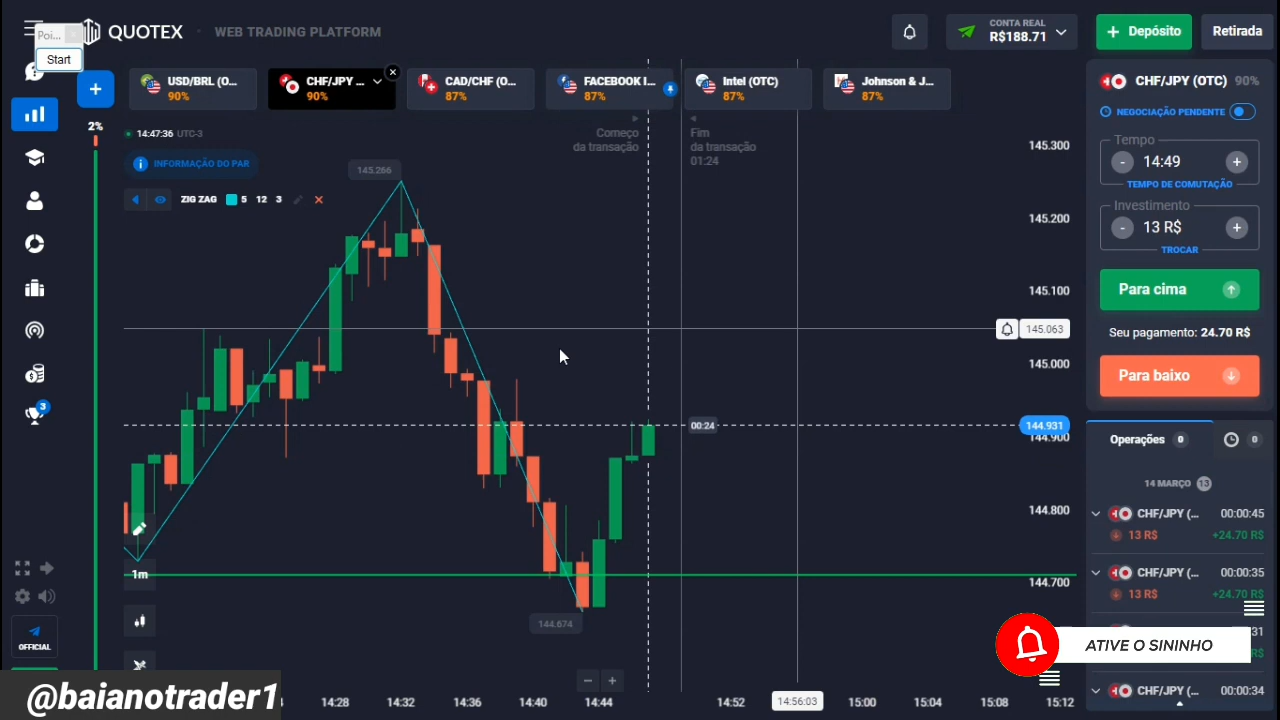 Poi...
Start
QUOTEX
WEB TRADING PLATFORM
CONTA REAL
R$188.71
Depósito
Retirada
USD/BRL (O...
90%
CHF/JPY ...
90%
CAD/CHF (O...
87%
FACEBOOK I...
87%
Intel (OTC)
87%
Johnson & J...
87%
2%
14:47:36 UTC-3
INFORMAÇÃO DO PAR
ZIG ZAG 5 12 3
Começo
da transação
Fim
da transação
01:24
145.266
144.674
00:24
145.300
145.200
145.100
145.063
145.000
144.931
144.900
144.800
144.700
1m
CHF/JPY (OTC) 90%
NEGOCIAÇÃO PENDENTE
Tempo
- 14:49 +
TEMPO DE COMUTAÇÃO
Investimento
- 13 R$ +
TROCAR
Para cima
Seu pagamento: 24.70 R$
Para baixo
Operações 0
0
14 MARÇO 13
CHF/JPY (... 00:00:45
13 R$ +24.70 R$
CHF/JPY (... 00:00:35
13 R$ +24.70 R$
31
CHF/JPY (... 00:00:34
ATIVE O SININHO
3
OFFICIAL
@baianotrader1
14:28
14:32
14:36
14:40
14:44
14:52
14:56:03
15:00
15:04
15:08
15:12